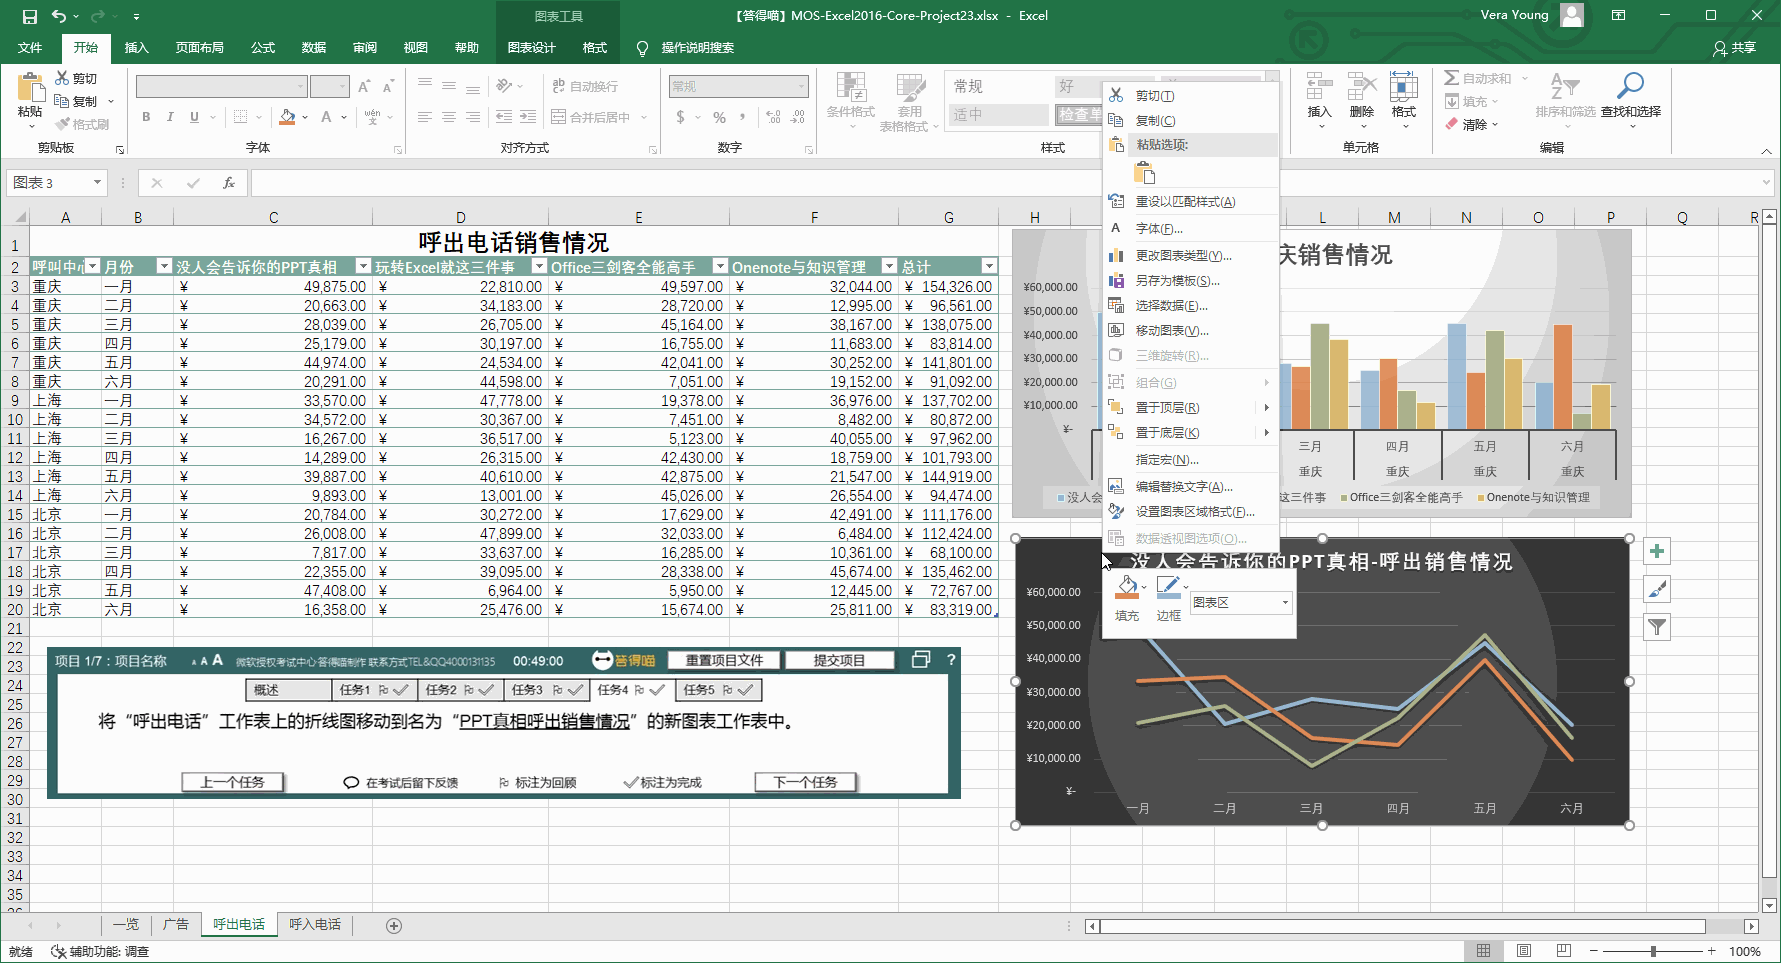 图表工具
【答得喵】MOS-Excel2016-Core-Project23.xlsx - Excel
Vera Young
文件 开始 插入 页面布局 公式 数据 审阅 视图 帮助 图表设计 格式 操作说明搜索 共享
粘贴 剪切 复制 格式刷 剪贴板
B I U A wén 字体
ab 自动换行 合并后居中 对齐方式
常规 $ % , 数字
条件格式 套用表格格式 常规 好 适中 检查单 样式
插入 删除 格式 单元格
自动求和 填充 清除 排序和筛选 查找和选择 编辑
图表 3 fx
A B C D E F G H L M N O P Q R
1 呼出电话销售情况
2 呼叫中心 月份 没人会告诉你的PPT真相 玩转Excel就这三件事 Office三剑客全能高手 Onenote与知识管理 总计
3 重庆 一月 ¥ 49,875.00 ¥ 22,810.00 ¥ 49,597.00 ¥ 32,044.00 ¥ 154,326.00
4 重庆 二月 ¥ 20,663.00 ¥ 34,183.00 ¥ 28,720.00 ¥ 12,995.00 ¥ 96,561.00
5 重庆 三月 ¥ 28,039.00 ¥ 26,705.00 ¥ 45,164.00 ¥ 38,167.00 ¥ 138,075.00
6 重庆 四月 ¥ 25,179.00 ¥ 30,197.00 ¥ 16,755.00 ¥ 11,683.00 ¥ 83,814.00
7 重庆 五月 ¥ 44,974.00 ¥ 24,534.00 ¥ 42,041.00 ¥ 30,252.00 ¥ 141,801.00
8 重庆 六月 ¥ 20,291.00 ¥ 44,598.00 ¥ 7,051.00 ¥ 19,152.00 ¥ 91,092.00
9 上海 一月 ¥ 33,570.00 ¥ 47,778.00 ¥ 19,378.00 ¥ 36,976.00 ¥ 137,702.00
10 上海 二月 ¥ 34,572.00 ¥ 30,367.00 ¥ 7,451.00 ¥ 8,482.00 ¥ 80,872.00
11 上海 三月 ¥ 16,267.00 ¥ 36,517.00 ¥ 5,123.00 ¥ 40,055.00 ¥ 97,962.00
12 上海 四月 ¥ 14,289.00 ¥ 26,315.00 ¥ 42,430.00 ¥ 18,759.00 ¥ 101,793.00
13 上海 五月 ¥ 39,887.00 ¥ 40,610.00 ¥ 42,875.00 ¥ 21,547.00 ¥ 144,919.00
14 上海 六月 ¥ 9,893.00 ¥ 13,001.00 ¥ 45,026.00 ¥ 26,554.00 ¥ 94,474.00
15 北京 一月 ¥ 20,784.00 ¥ 30,272.00 ¥ 17,629.00 ¥ 42,491.00 ¥ 111,176.00
16 北京 二月 ¥ 26,008.00 ¥ 47,899.00 ¥ 32,033.00 ¥ 6,484.00 ¥ 112,424.00
17 北京 三月 ¥ 7,817.00 ¥ 33,637.00 ¥ 16,285.00 ¥ 10,361.00 ¥ 68,100.00
18 北京 四月 ¥ 22,355.00 ¥ 39,095.00 ¥ 28,338.00 ¥ 45,674.00 ¥ 135,462.00
19 北京 五月 ¥ 47,408.00 ¥ 6,964.00 ¥ 5,950.00 ¥ 12,445.00 ¥ 72,767.00
20 北京 六月 ¥ 16,358.00 ¥ 25,476.00 ¥ 15,674.00 ¥ 25,811.00 ¥ 83,319.00
21
22
23
24
25
26
27
28
29
30
31
32
33
34
35
项目 1/7：项目名称 A A A 微软授权考试中心·答得喵制作 联系方式TEL&QQ4000131135 00:49:00 答得喵 重置项目文件 提交项目 ?
概述 任务1 任务2 任务3 任务4 任务5
将“呼出电话”工作表上的折线图移动到名为“PPT真相呼出销售情况”的新图表工作表中。
上一个任务 在考试后留下反馈 标注为回顾 标注为完成 下一个任务
剪切(T)
复制(C)
粘贴选项:
重设以匹配样式(A)
字体(F)...
更改图表类型(Y)...
另存为模板(S)...
选择数据(E)...
移动图表(V)...
三维旋转(R)...
组合(G)
置于顶层(R)
置于底层(K)
指定宏(N)...
编辑替换文字(A)...
设置图表区域格式(F)...
数据透视图选项(O)...
填充 边框 图表区
庆销售情况
¥60,000.00
¥50,000.00
¥40,000.00
¥30,000.00
¥20,000.00
¥10,000.00
¥-
三月 四月 五月 六月
重庆 重庆 重庆 重庆
没人会 这三件事 Office三剑客全能高手 Onenote与知识管理
没人会告诉你的PPT真相-呼出销售情况
¥60,000.00
¥50,000.00
¥40,000.00
¥30,000.00
¥20,000.00
¥10,000.00
¥-
一月 二月 三月 四月 五月 六月
一览 广告 呼出电话 呼入电话
就绪 辅助功能: 调查 100%